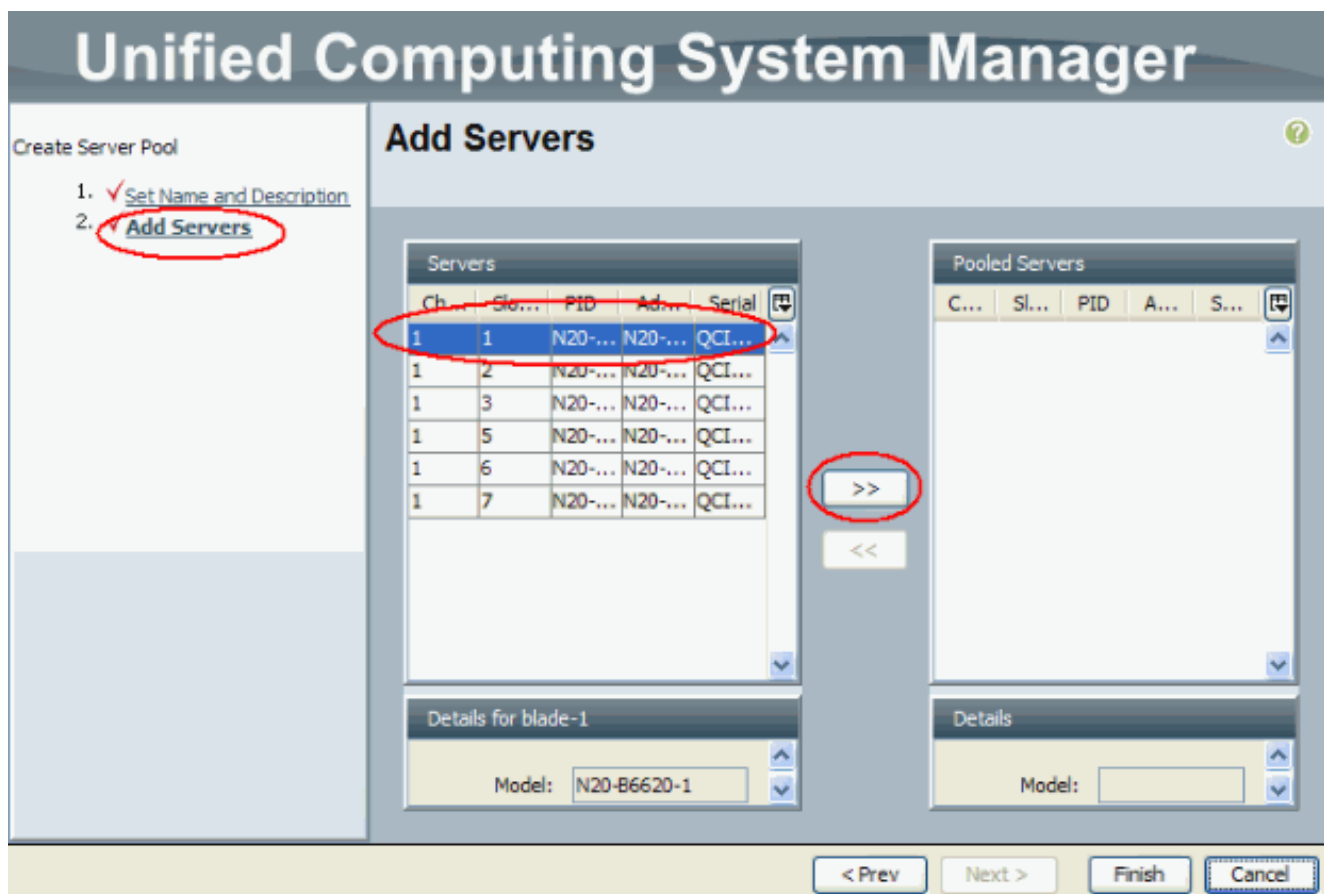 Unified Computing System Manager
Create Server Pool
1. Set Name and Description
2. Add Servers
Add Servers
?
Servers
Ch... Slo... PID Ad... Serial
1 1 N20-... N20-... QCI...
1 2 N20-... N20-... QCI...
1 3 N20-... N20-... QCI...
1 5 N20-... N20-... QCI...
1 6 N20-... N20-... QCI...
1 7 N20-... N20-... QCI...
>>
<<
Pooled Servers
C... Sl... PID A... S...
Details for blade-1
Model: N20-B6620-1
Details
Model:
< Prev Next > Finish Cancel